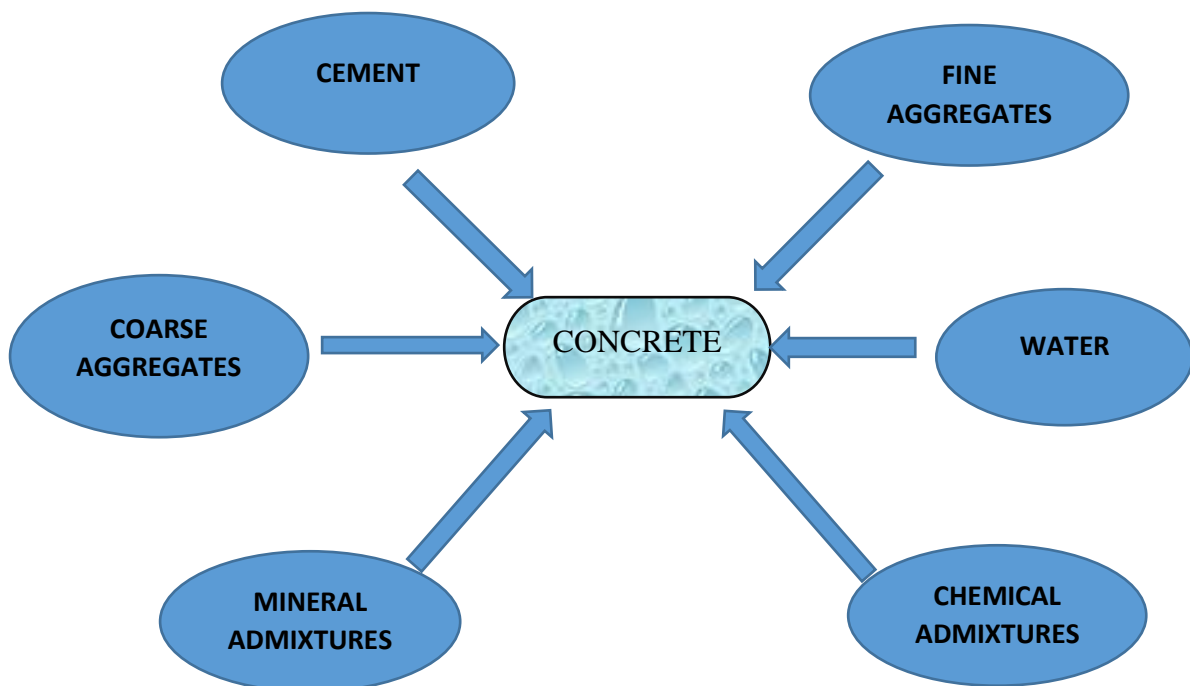 CEMENT
FINE
AGGREGATES
COARSE
AGGREGATES
CONCRETE
WATER
MINERAL
ADMIXTURES
CHEMICAL
ADMIXTURES